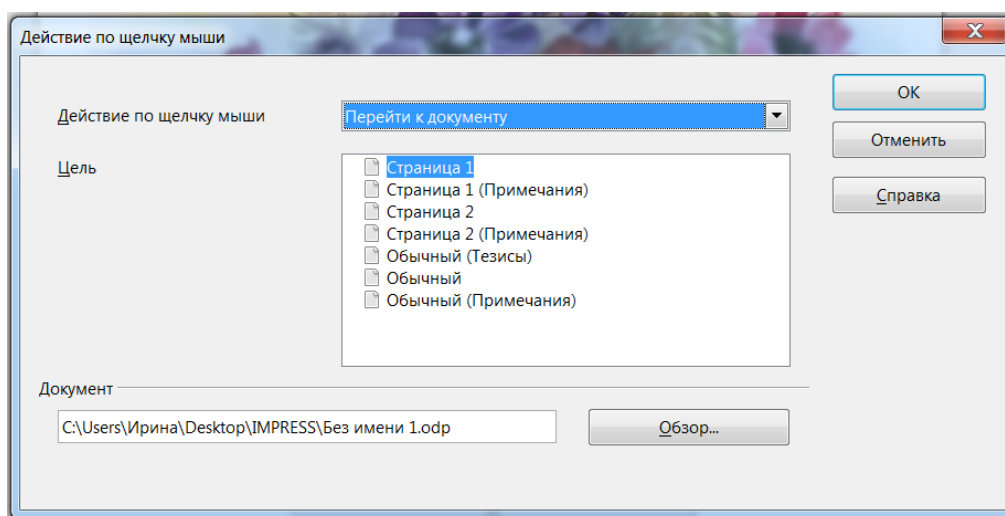 Действие по щелчку мыши
Действие по щелчку мыши
Перейти к документу
ОК
Отменить
Справка
Цель
Страница 1
Страница 1 (Примечания)
Страница 2
Страница 2 (Примечания)
Обычный (Тезисы)
Обычный
Обычный (Примечания)
Документ
C:\Users\Ирина\Desktop\IMPRESS\Без имени 1.odp
Обзор...